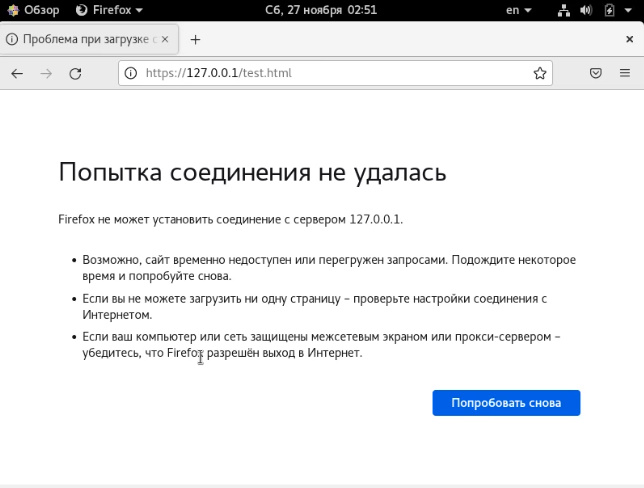 Обзор Firefox Сб, 27 ноября 02:51 en
Проблема при загрузке с
https://127.0.0.1/test.html
Попытка соединения не удалась
Firefox не может установить соединение с сервером 127.0.0.1.
• Возможно, сайт временно недоступен или перегружен запросами. Подождите некоторое
время и попробуйте снова.
• Если вы не можете загрузить ни одну страницу – проверьте настройки соединения с
Интернетом.
• Если ваш компьютер или сеть защищены межсетевым экраном или прокси-сервером –
убедитесь, что Firefox разрешён выход в Интернет.
Попробовать снова